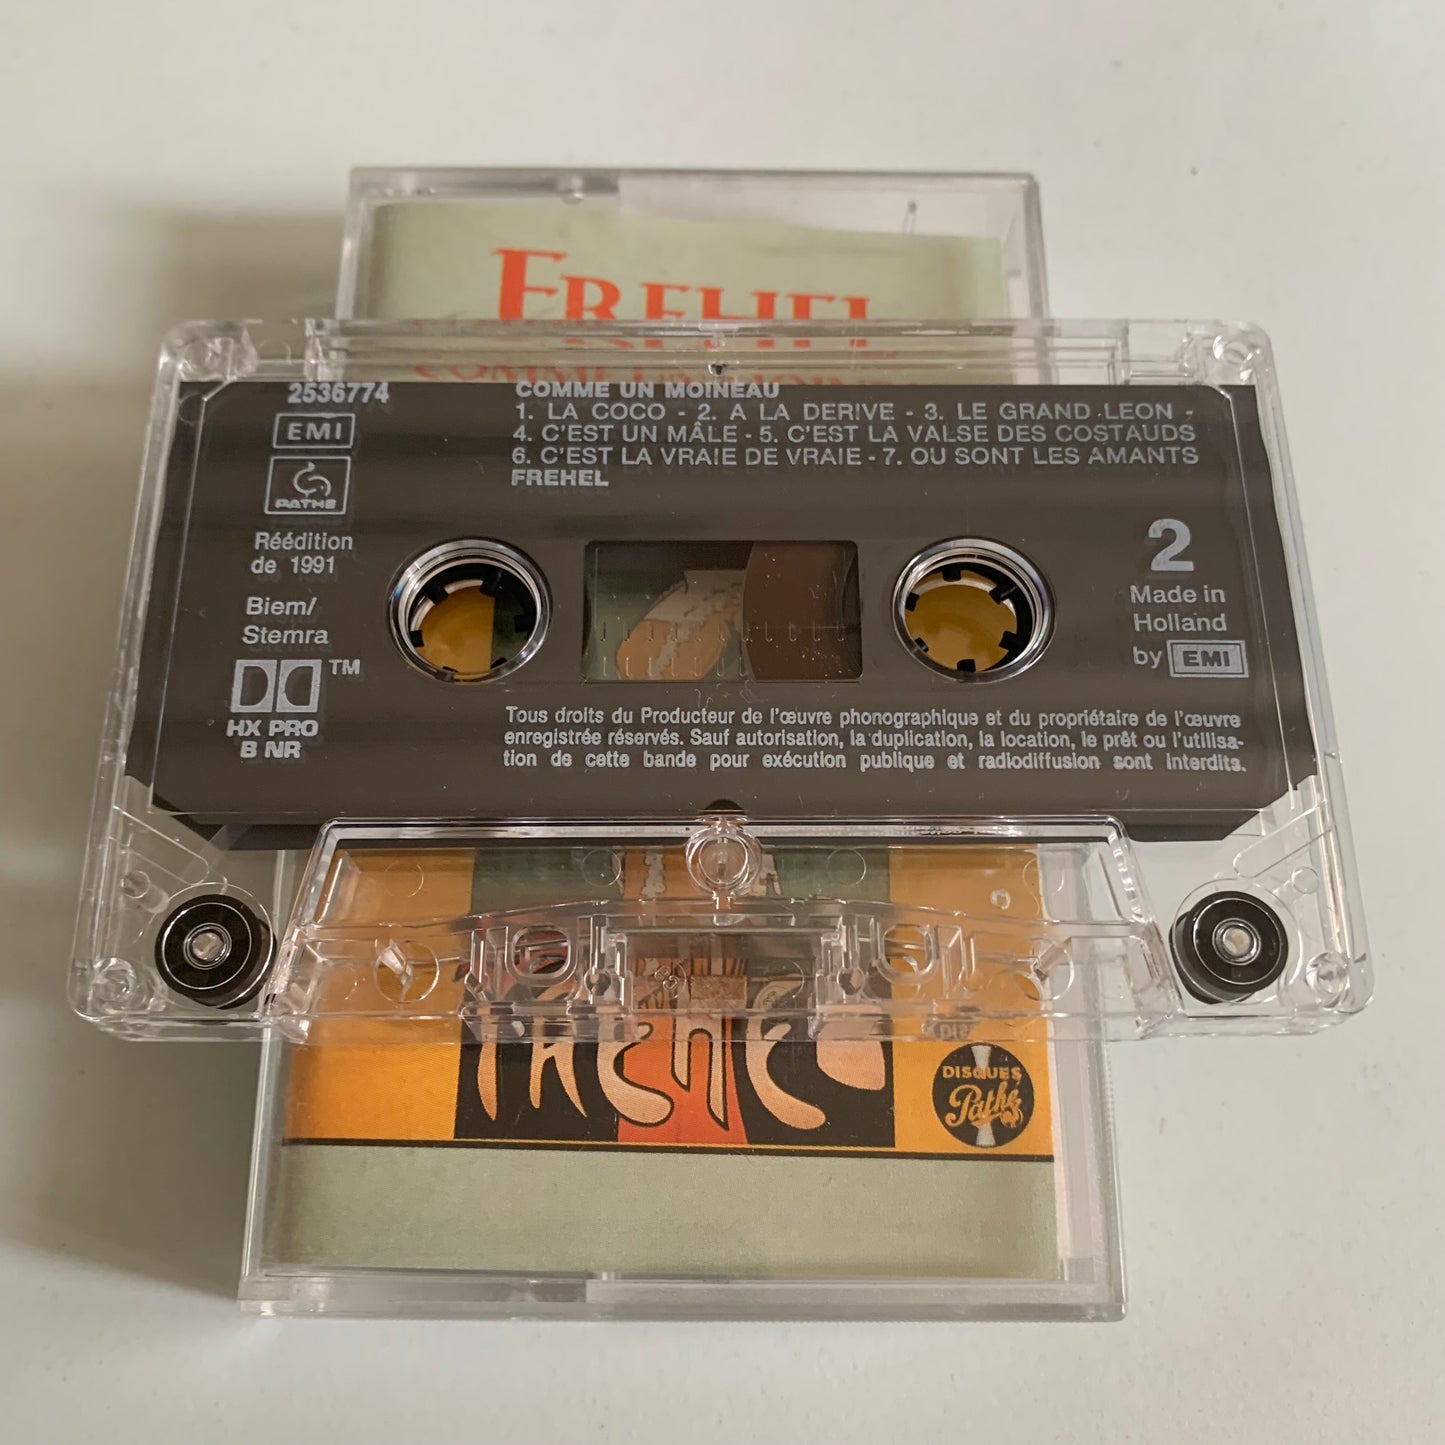 FREHEL
COMME UN MOINEAU
2536774
EMI
PATHE
Réédition
de 1991
Biem/
Stemra
TM
HX PRO
B NR
COMME UN MOINEAU
1. LA COCO - 2. A LA DERIVE - 3. LE GRAND LEON -
4. C'EST UN MÂLE - 5. C'EST LA VALSE DES COSTAUDS
6. C'EST LA VRAIE DE VRAIE - 7. OU SONT LES AMANTS
FREHEL
2
Made in
Holland
by EMI
Tous droits du Producteur de l'œuvre phonographique et du propriétaire de l'œuvre
enregistrée réservés. Sauf autorisation, la duplication, la location, le prêt ou l'utilisa-
tion de cette bande pour exécution publique et radiodiffusion sont interdits.
FREHEL
DISQUES
Pathé